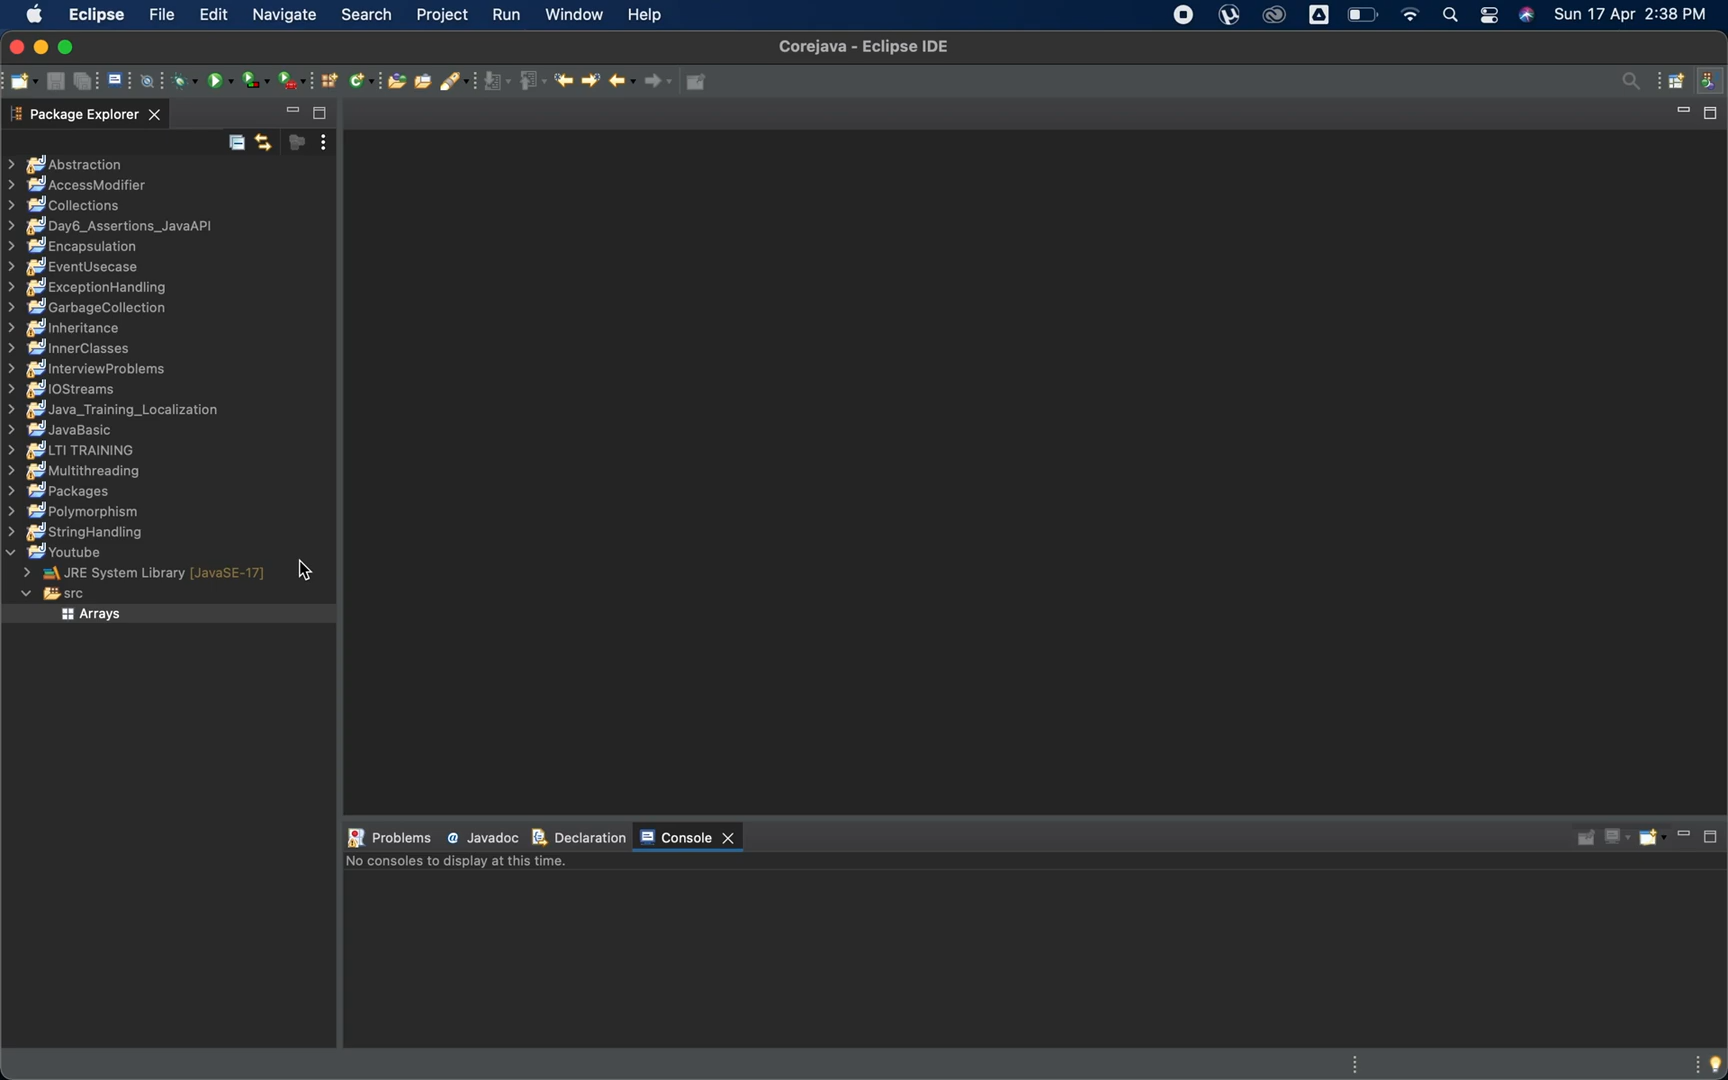 Eclipse File Edit Navigate Search Project Run Window Help Sun 17 Apr 2:38 PM
Corejava - Eclipse IDE
Package Explorer
Abstraction
AccessModifier
Collections
Day6_Assertions_JavaAPI
Encapsulation
EventUsecase
ExceptionHandling
GarbageCollection
Inheritance
InnerClasses
InterviewProblems
IOStreams
Java_Training_Localization
JavaBasic
LTI TRAINING
Multithreading
Packages
Polymorphism
StringHandling
Youtube
JRE System Library [JavaSE-17]
src
Arrays
Problems @ Javadoc Declaration Console
No consoles to display at this time.